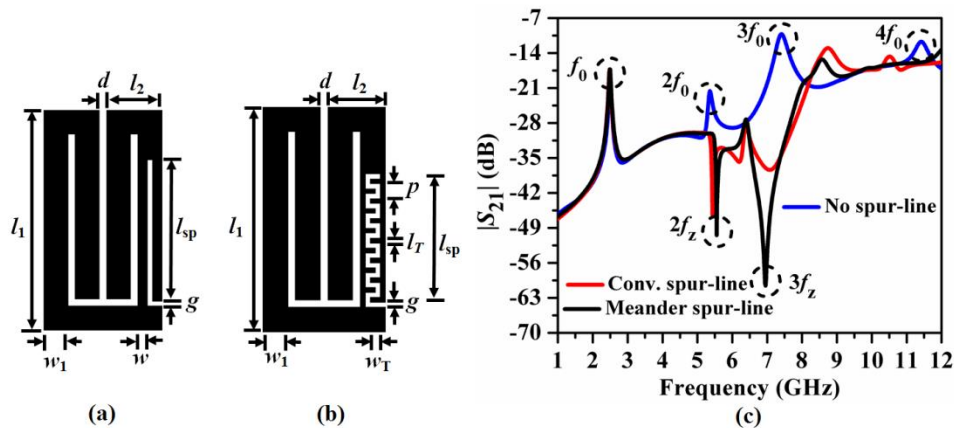 d
l2
l1
lsp
g
w1
w
(a)
d
l2
l1
p
lT
lsp
g
w1
wT
(b)
(c)
-7
-14
-21
-28
-35
-42
-49
-56
-63
-70
|S21| (dB)
f0
2f0
3f0
4f0
2fz
3fz
No spur-line
Conv. spur-line
Meander spur-line
1 2 3 4 5 6 7 8 9 10 11 12
Frequency (GHz)
(c)